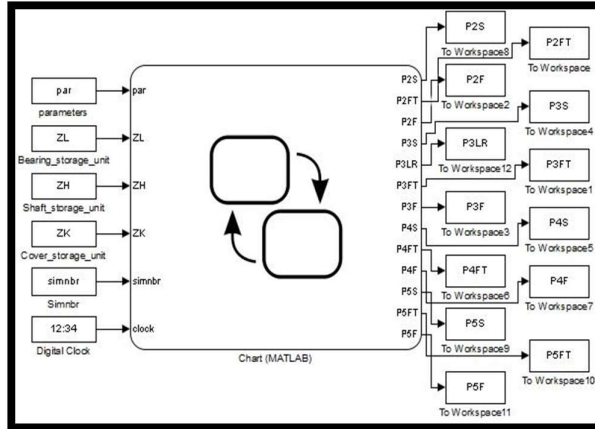 par
parameters
ZL
Bearing_storage_unit
ZH
Shaft_storage_unit
ZK
Cover_storage_unit
simnbr
Simnbr
12:34
Digital Clock
par
ZL
ZH
ZK
simnbr
clock
Chart (MATLAB)
P2S
P2FT
P2F
P3S
P3LR
P3FT
P3F
P4S
P4FT
P4F
P5S
P5FT
P5F
P2S
To Workspace8
P2FT
To Workspace
P2F
To Workspace2
P3S
To Workspace4
P3LR
To Workspace12
P3FT
To Workspace1
P3F
To Workspace3
P4S
To Workspace5
P4FT
To Workspace6
P4F
To Workspace7
P5S
To Workspace9
P5FT
To Workspace10
P5F
To Workspace11